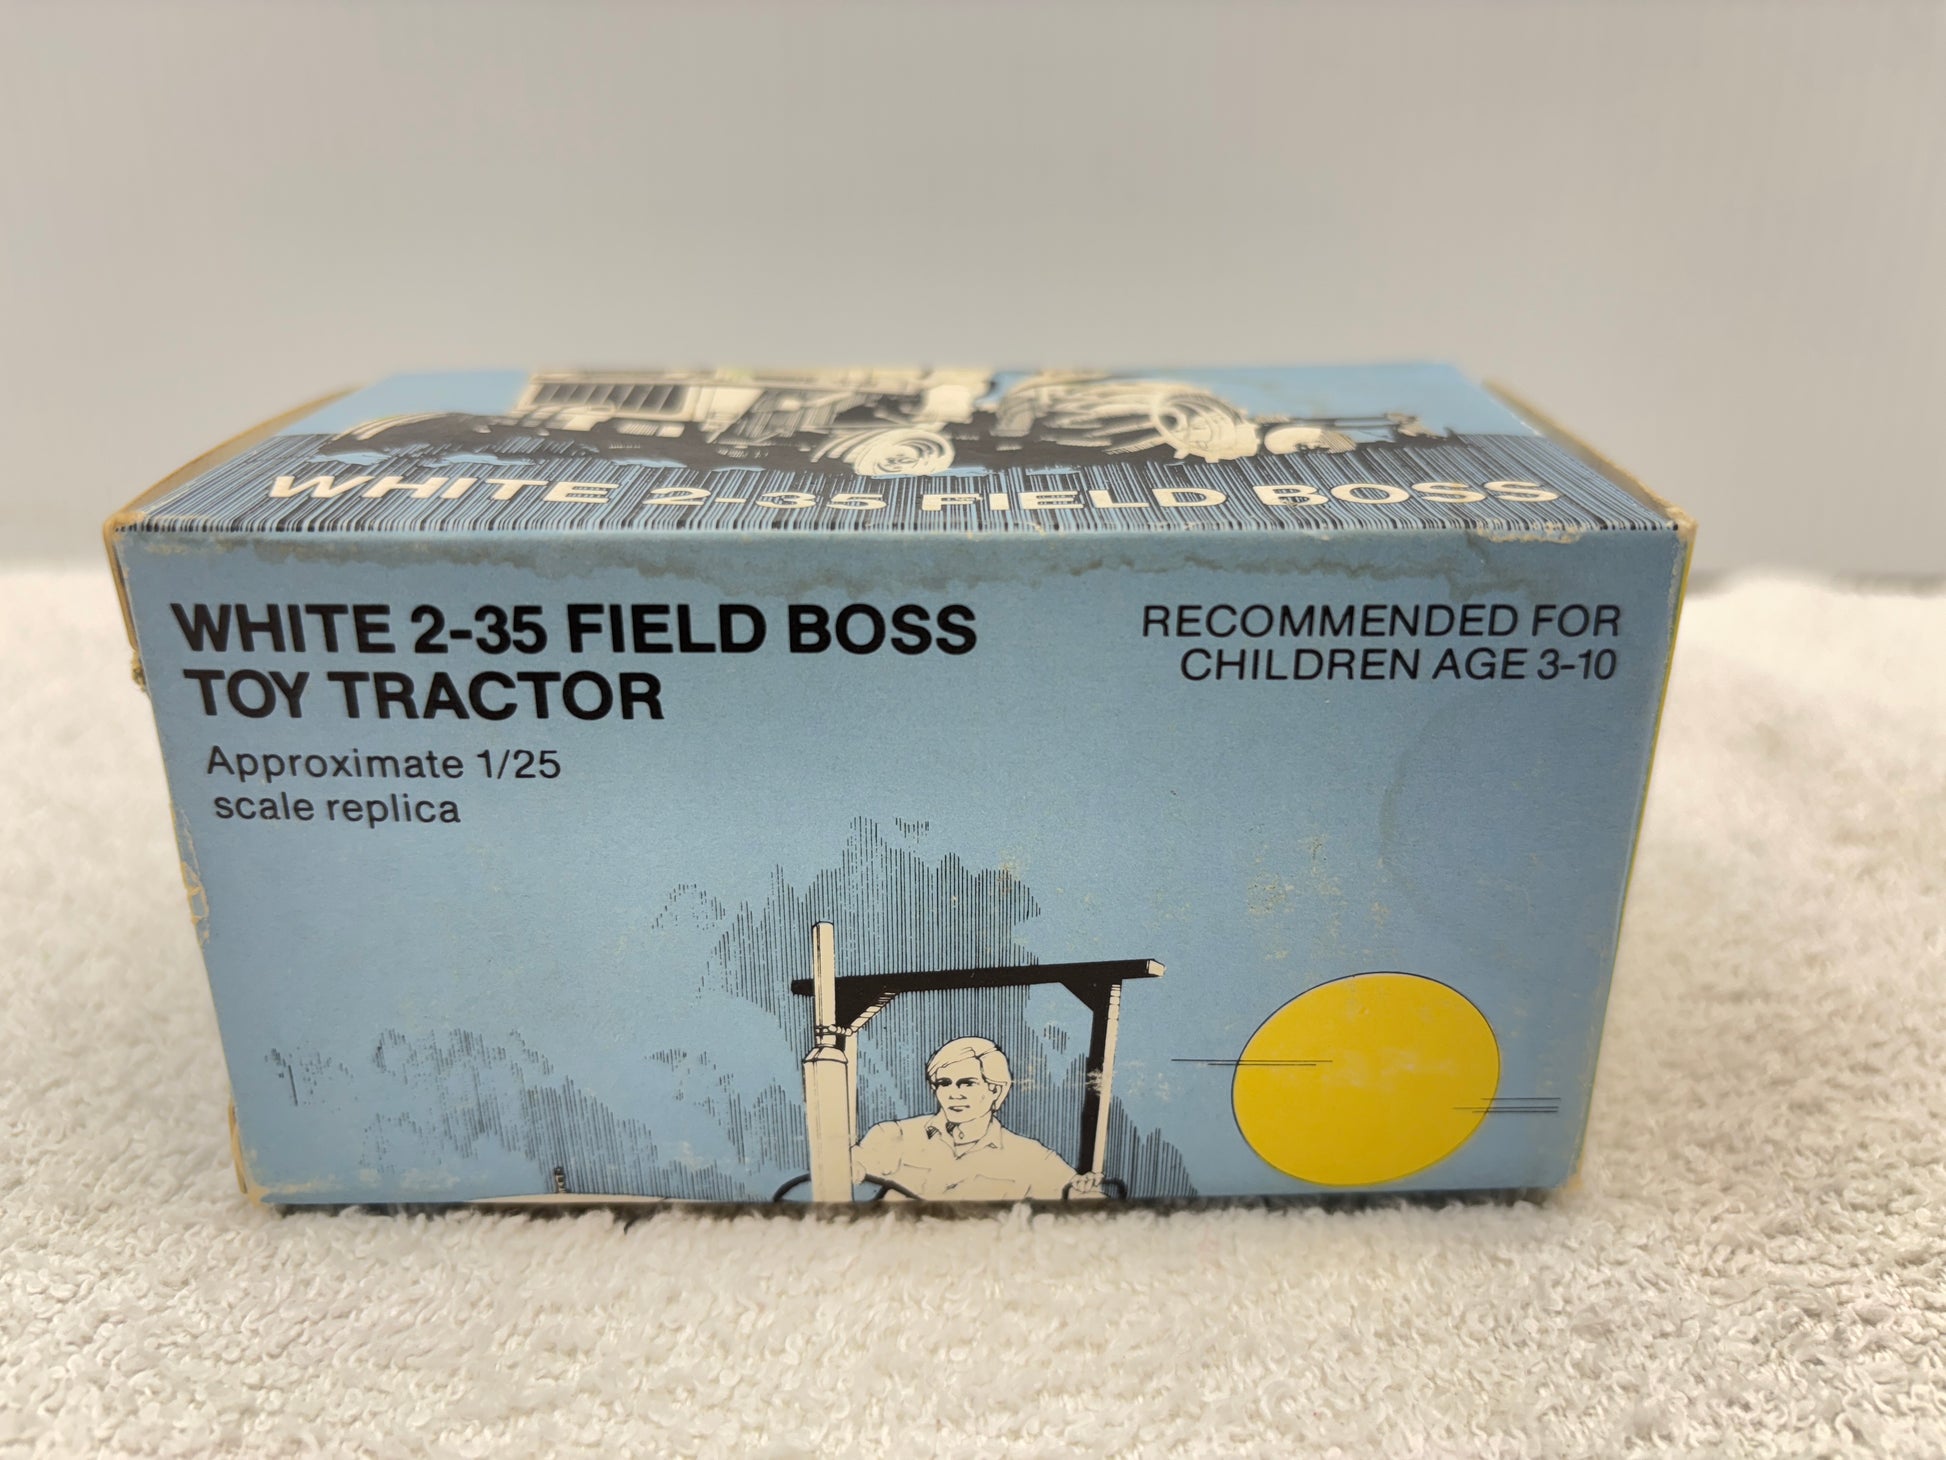 WHITE 2-35 FIELD BOSS
WHITE 2-35 FIELD BOSS
TOY TRACTOR
Approximate 1/25
scale replica
RECOMMENDED FOR
CHILDREN AGE 3-10